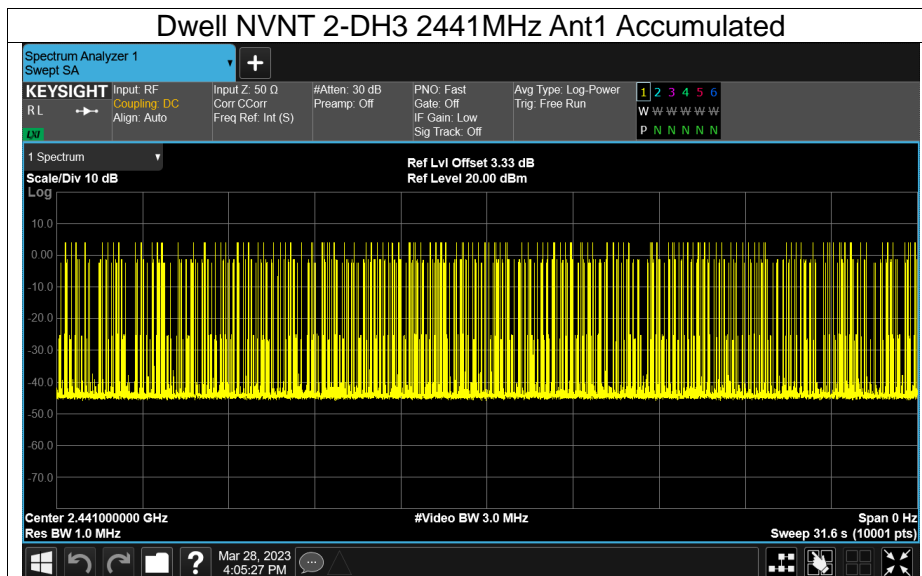 Dwell NVNT 2-DH3 2441MHz Ant1 Accumulated
Spectrum Analyzer 1
Swept SA
+
KEYSIGHT Input: RF Input Z: 50 Ω #Atten: 30 dB PNO: Fast Avg Type: Log-Power 1 2 3 4 5 6
RL Coupling: DC Corr CCorr Preamp: Off Gate: Off Trig: Free Run W W W W W W
Align: Auto Freq Ref: Int (S) IF Gain: Low
LXI Sig Track: Off P N N N N N
1 Spectrum
Ref Lvl Offset 3.33 dB
Scale/Div 10 dB Ref Level 20.00 dBm
Log
10.0
0.00
-10.0
-20.0
-30.0
-40.0
-50.0
-60.0
-70.0
Center 2.441000000 GHz #Video BW 3.0 MHz Span 0 Hz
Res BW 1.0 MHz Sweep 31.6 s (10001 pts)
? Mar 28, 2023
4:05:27 PM